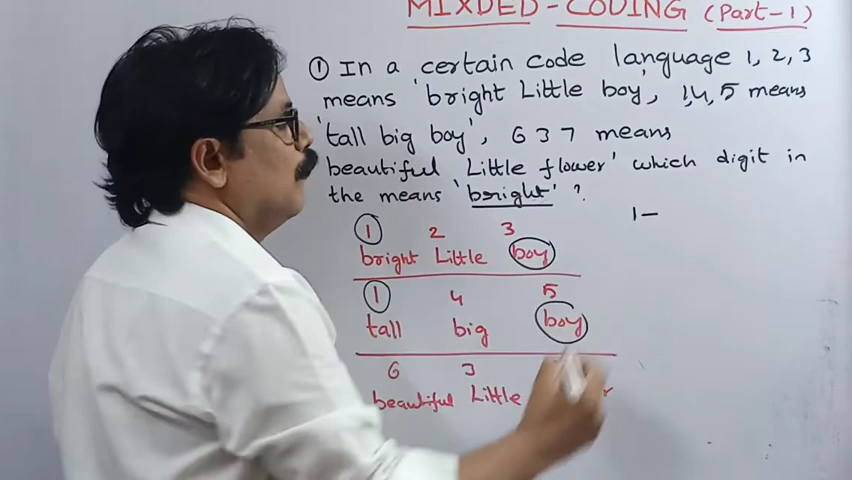 MIXDED-CODING (Part-1)
① In a certain code language 1, 2, 3
means 'bright Little boy', 1,4,5 means
'tall big boy', 6 3 7 means
beautiful 'Little flower' which digit in
the means 'bright'?
1-
1 2 3
bright Little boy
1 4 5
tall big boy
6 3
beautiful Little